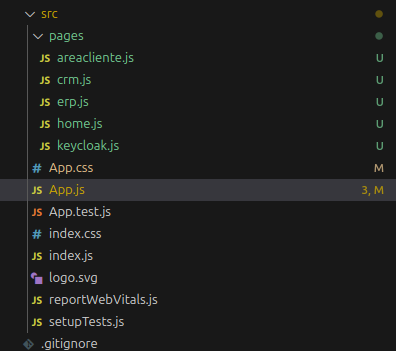 src
pages
JS areacliente.js U
JS crm.js U
JS erp.js U
JS home.js U
JS keycloak.js U
# App.css M
JS App.js 3, M
JS App.test.js
# index.css
JS index.js
logo.svg
JS reportWebVitals.js
JS setupTests.js
.gitignore